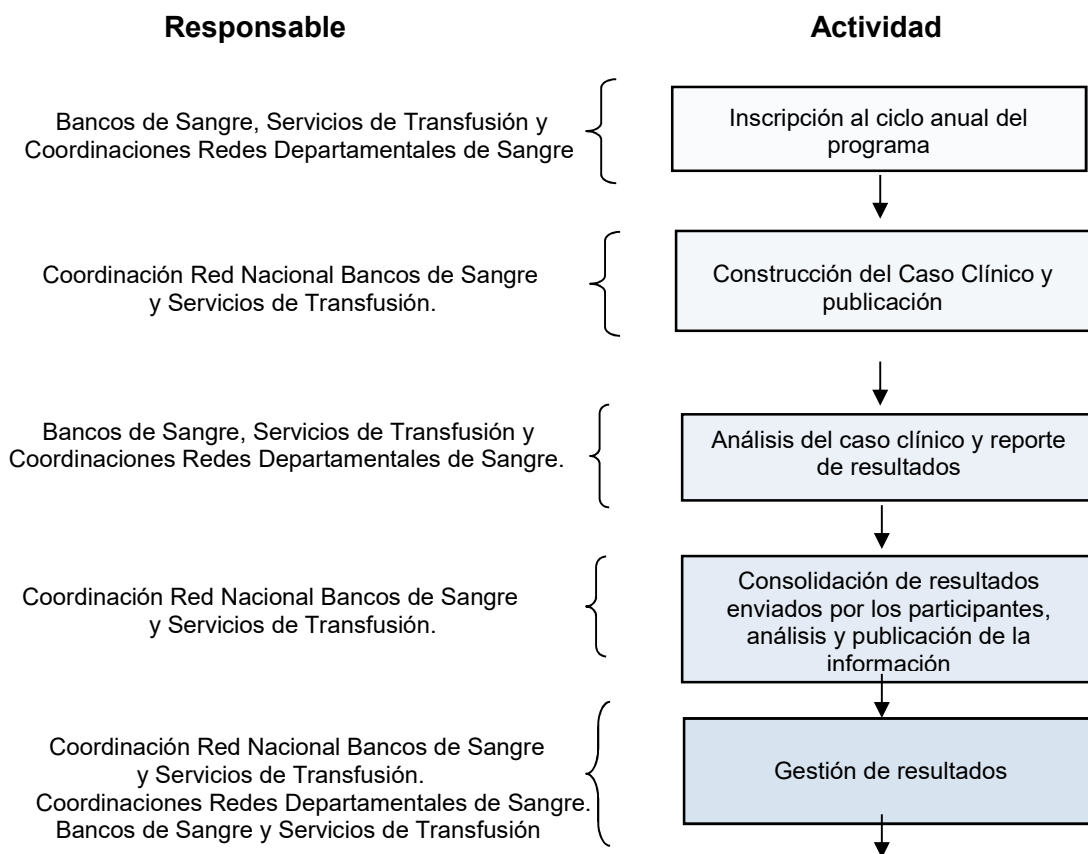 Responsable
Actividad
Bancos de Sangre, Servicios de Transfusión y
Coordinaciones Redes Departamentales de Sangre
Inscripción al ciclo anual del
programa
Coordinación Red Nacional Bancos de Sangre
y Servicios de Transfusión.
Construcción del Caso Clínico y
publicación
Bancos de Sangre, Servicios de Transfusión y
Coordinaciones Redes Departamentales de Sangre.
Análisis del caso clínico y reporte
de resultados
Coordinación Red Nacional Bancos de Sangre
y Servicios de Transfusión.
Consolidación de resultados
enviados por los participantes,
análisis y publicación de la
información
Coordinación Red Nacional Bancos de Sangre
y Servicios de Transfusión.
Coordinaciones Redes Departamentales de Sangre.
Bancos de Sangre y Servicios de Transfusión
Gestión de resultados